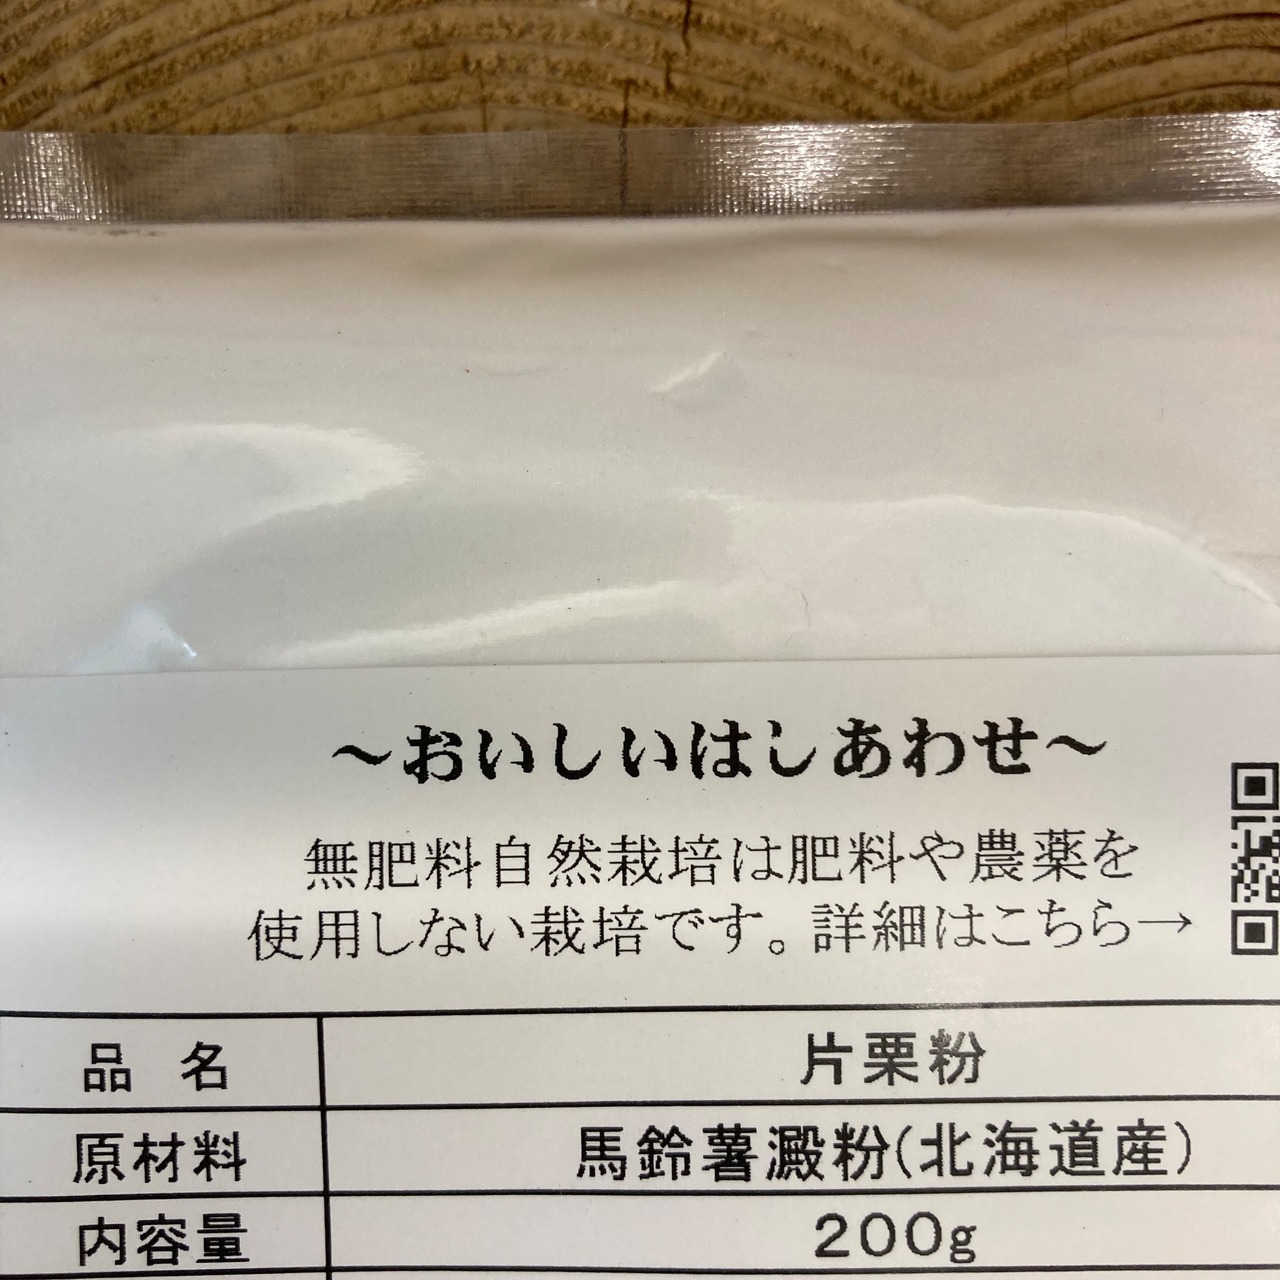 ～おいしいはしあわせ～
無肥料自然栽培は肥料や農薬を
使用しない栽培です。詳細はこちら→
品 名 片栗粉
原材料 馬鈴薯澱粉(北海道産)
内容量 200g